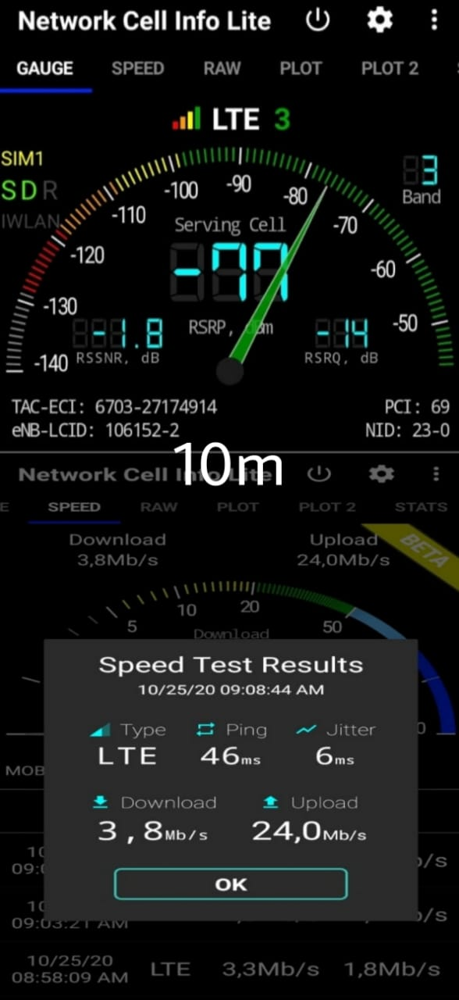 Network Cell Info Lite
GAUGE SPEED RAW PLOT PLOT 2
LTE 3
SIM1
SDR
IWLAN
3
Band
-140 -130 -120 -110 -100 -90 -80 -70 -60 -50
Serving Cell
-77
RSRP, dBm
-1.8
RSSNR, dB
-14
RSRQ, dB
TAC-ECI: 6703-27174914 PCI: 69
eNB-LCID: 106152-2 NID: 23-0
10m
Network Cell Info Lite
E SPEED RAW PLOT PLOT 2 STATS
Download Upload
3,8Mb/s 24,0Mb/s
BETA
5 10 20 50
Download
0
Speed Test Results
10/25/20 09:08:44 AM
Type Ping Jitter
LTE 46ms 6ms
Download Upload
3,8Mb/s 24,0Mb/s
OK
MOB
10
09:0 /s
10 /s
09:03:21 AM
10/25/20
08:58:09 AM LTE 3,3Mb/s 1,8Mb/s